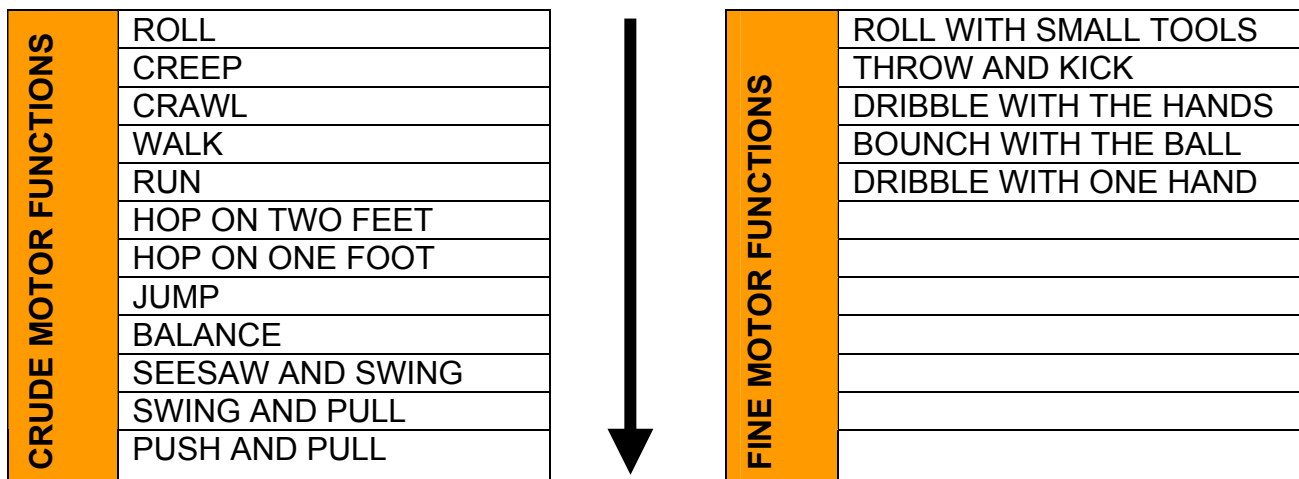 CRUDE MOTOR FUNCTIONS
ROLL
CREEP
CRAWL
WALK
RUN
HOP ON TWO FEET
HOP ON ONE FOOT
JUMP
BALANCE
SEESAW AND SWING
SWING AND PULL
PUSH AND PULL
FINE MOTOR FUNCTIONS
ROLL WITH SMALL TOOLS
THROW AND KICK
DRIBBLE WITH THE HANDS
BOUNCH WITH THE BALL
DRIBBLE WITH ONE HAND